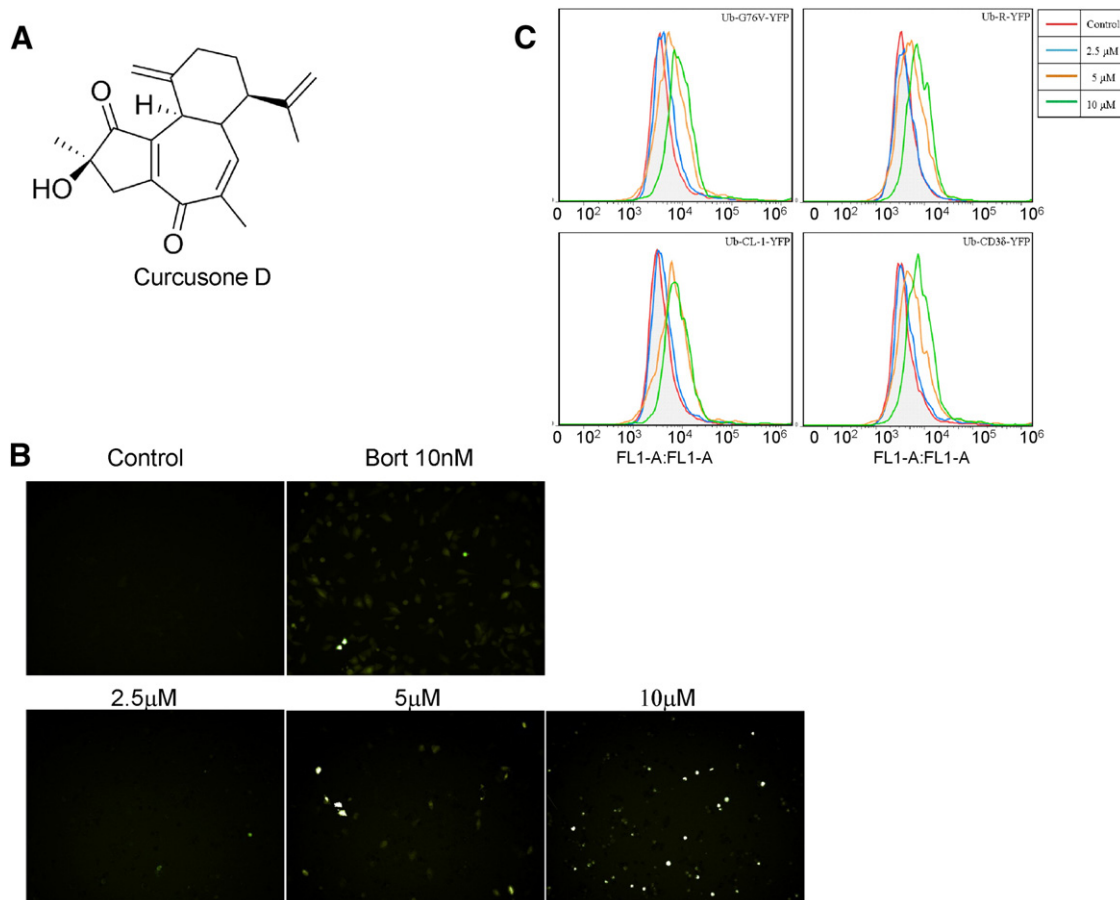 A
O
H
HO
O
Curcusone D
C
Ub-G76V-YFP
0 10² 10³ 10⁴ 10⁵ 10⁶
Ub-R-YFP
0 10² 10³ 10⁴ 10⁵ 10⁶
Control
2.5 μM
5 μM
10 μM
Ub-CL-1-YFP
0 10² 10³ 10⁴ 10⁵ 10⁶
FL1-A:FL1-A
Ub-CD3δ-YFP
0 10² 10³ 10⁴ 10⁵ 10⁶
FL1-A:FL1-A
B
Control
Bort 10nM
2.5μM
5μM
10μM